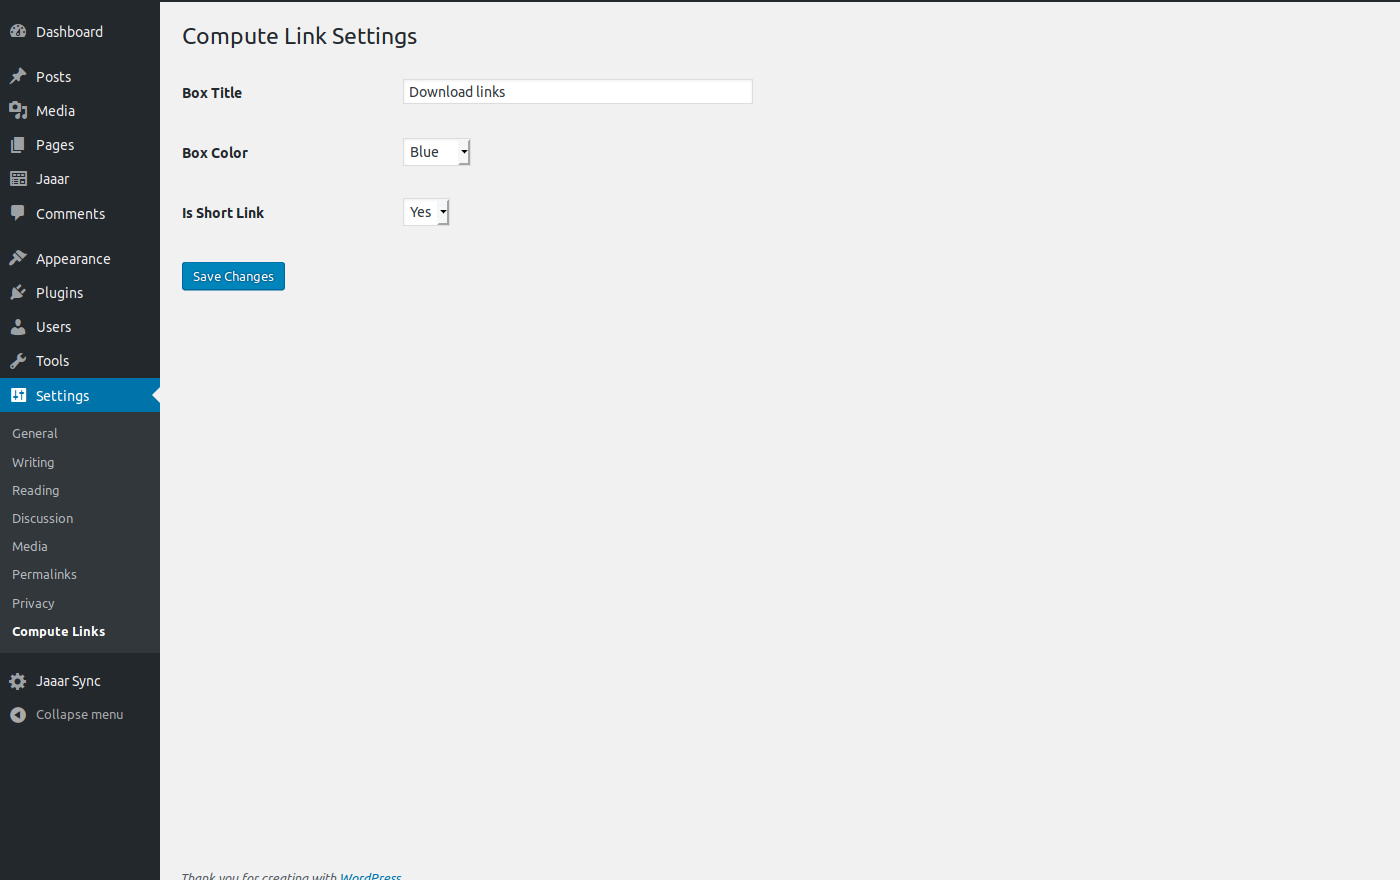 Dashboard
Posts
Media
Pages
Jaaar
Comments
Appearance
Plugins
Users
Tools
Settings
General
Writing
Reading
Discussion
Media
Permalinks
Privacy
Compute Links
Jaaar Sync
Collapse menu
Compute Link Settings
Box Title
Download links
Box Color
Blue
Is Short Link
Yes
Save Changes
Thank you for creating with WordPress